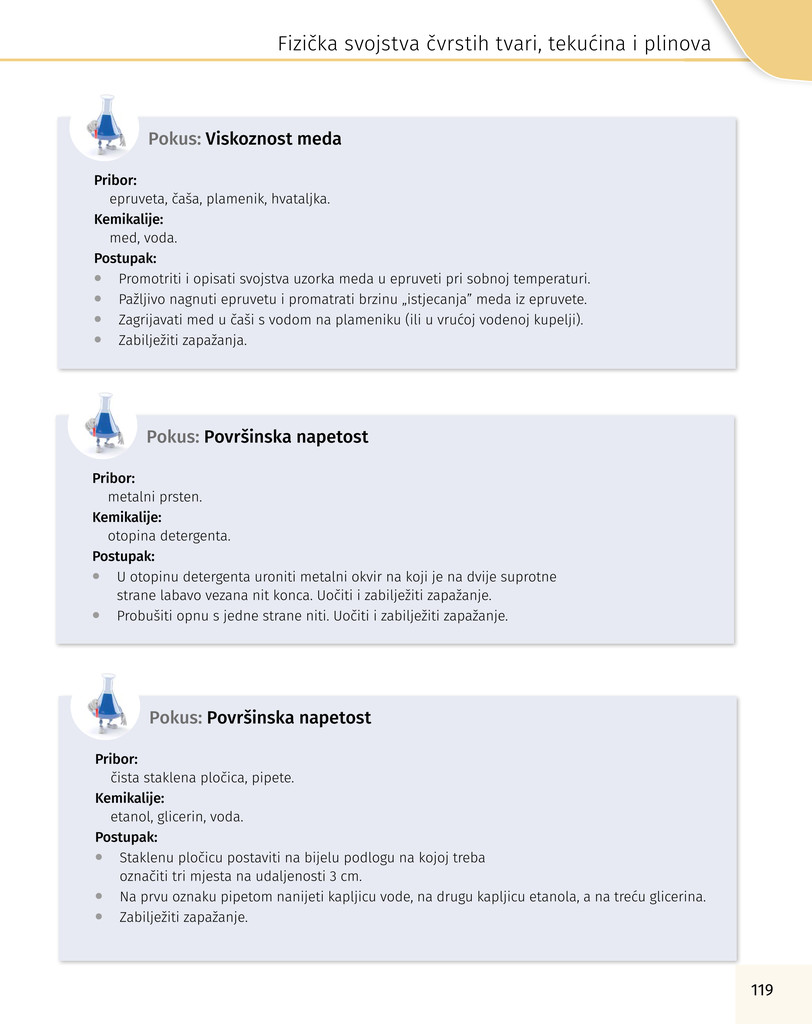 Fizička svojstva čvrstih tvari, tekućina i plinova
Pokus: Viskoznost meda
Pribor:
epruveta, čaša, plamenik, hvataljka.
Kemikalije:
med, voda.
Postupak:
• Promotriti i opisati svojstva uzorka meda u epruveti pri sobnoj temperaturi.
• Pažljivo nagnuti epruvetu i promatrati brzinu „istjecanja” meda iz epruvete.
• Zagrijavati med u čaši s vodom na plameniku (ili u vrućoj vodenoj kupelji).
• Zabilježiti zapažanja.
Pokus: Površinska napetost
Pribor:
metalni prsten.
Kemikalije:
otopina detergenta.
Postupak:
• U otopinu detergenta uroniti metalni okvir na koji je na dvije suprotne
strane labavo vezana nit konca. Uočiti i zabilježiti zapažanje.
• Probušiti opnu s jedne strane niti. Uočiti i zabilježiti zapažanje.
Pokus: Površinska napetost
Pribor:
čista staklena pločica, pipete.
Kemikalije:
etanol, glicerin, voda.
Postupak:
• Staklenu pločicu postaviti na bijelu podlogu na kojoj treba
označiti tri mjesta na udaljenosti 3 cm.
• Na prvu oznaku pipetom nanijeti kapljicu vode, na drugu kapljicu etanola, a na treću glicerina.
• Zabilježiti zapažanje.
119